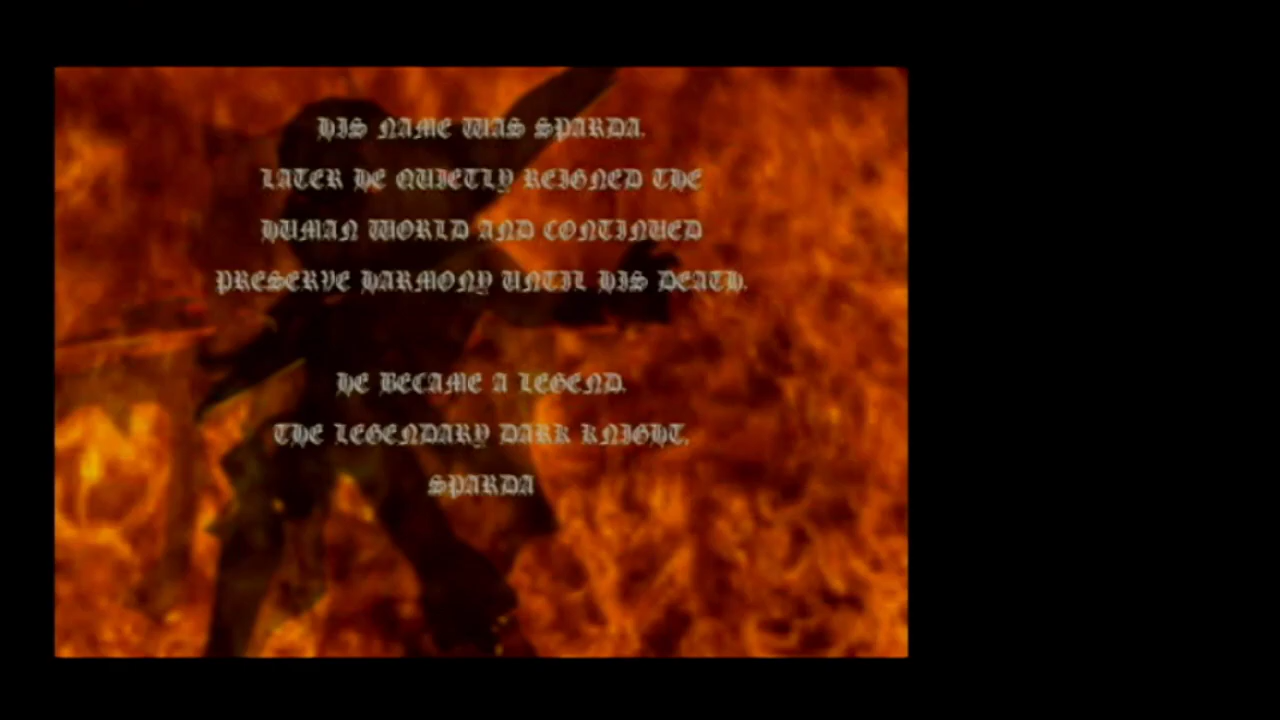 HIS NAME WAS SPARDA.
LATER HE QUIETLY REIGNED THE
HUMAN WORLD AND CONTINUED
PRESERVE HARMONY UNTIL HIS DEATH.
HE BECAME A LEGEND.
THE LEGENDARY DARK KNIGHT,
SPARDA